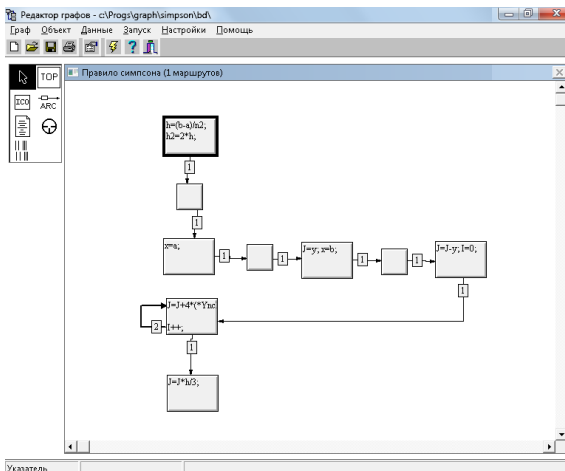 Редактор графов - c:\Progs\graph\simpson\bd\
Граф Объект Данные Запуск Настройки Помощь
TOP
ICO ARC
Правило симпсона (1 маршрутов)
h=(b-a)/n2;
h2=2*h;
1
1
x=a;
1
1
J=y; x=b;
1
1
J=J-y; I=0;
1
J=J+4*(*Ync
2
I++;
1
J=J*h/3;
Указатель